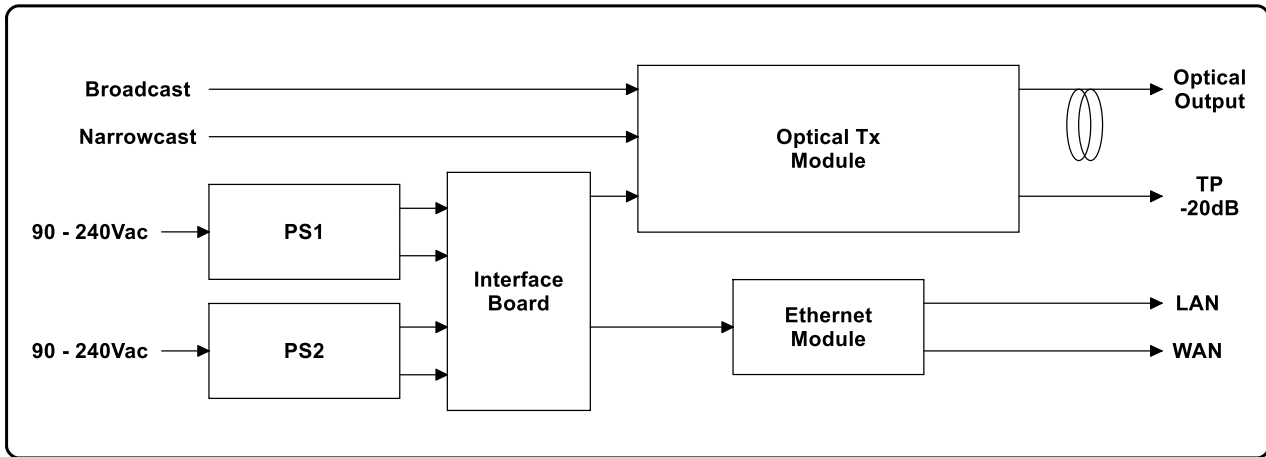 Broadcast
Narrowcast
Optical Tx
Module
Optical
Output
TP
-20dB
90 - 240Vac
PS1
Interface
Board
90 - 240Vac
PS2
Ethernet
Module
LAN
WAN